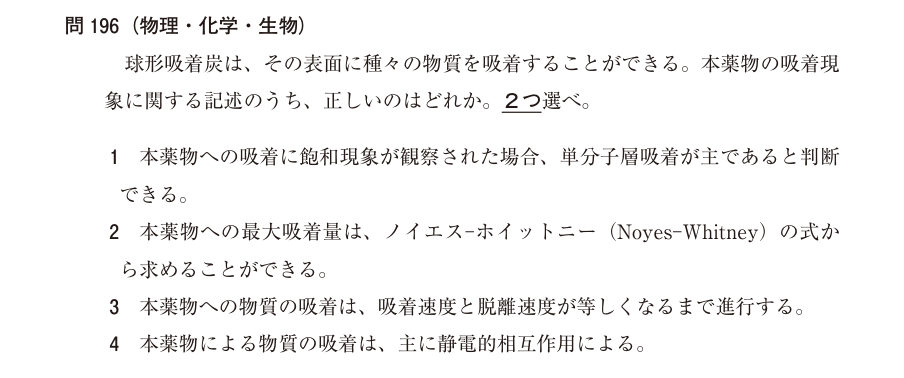 問 196（物理・化学・生物）
球形吸着炭は、その表面に種々の物質を吸着することができる。本薬物の吸着現
象に関する記述のうち、正しいのはどれか。２つ選べ。
1　本薬物への吸着に飽和現象が観察された場合、単分子層吸着が主であると判断
できる。
2　本薬物への最大吸着量は、ノイエス−ホイットニー（Noyes−Whitney）の式か
ら求めることができる。
3　本薬物への物質の吸着は、吸着速度と脱離速度が等しくなるまで進行する。
4　本薬物による物質の吸着は、主に静電的相互作用による。